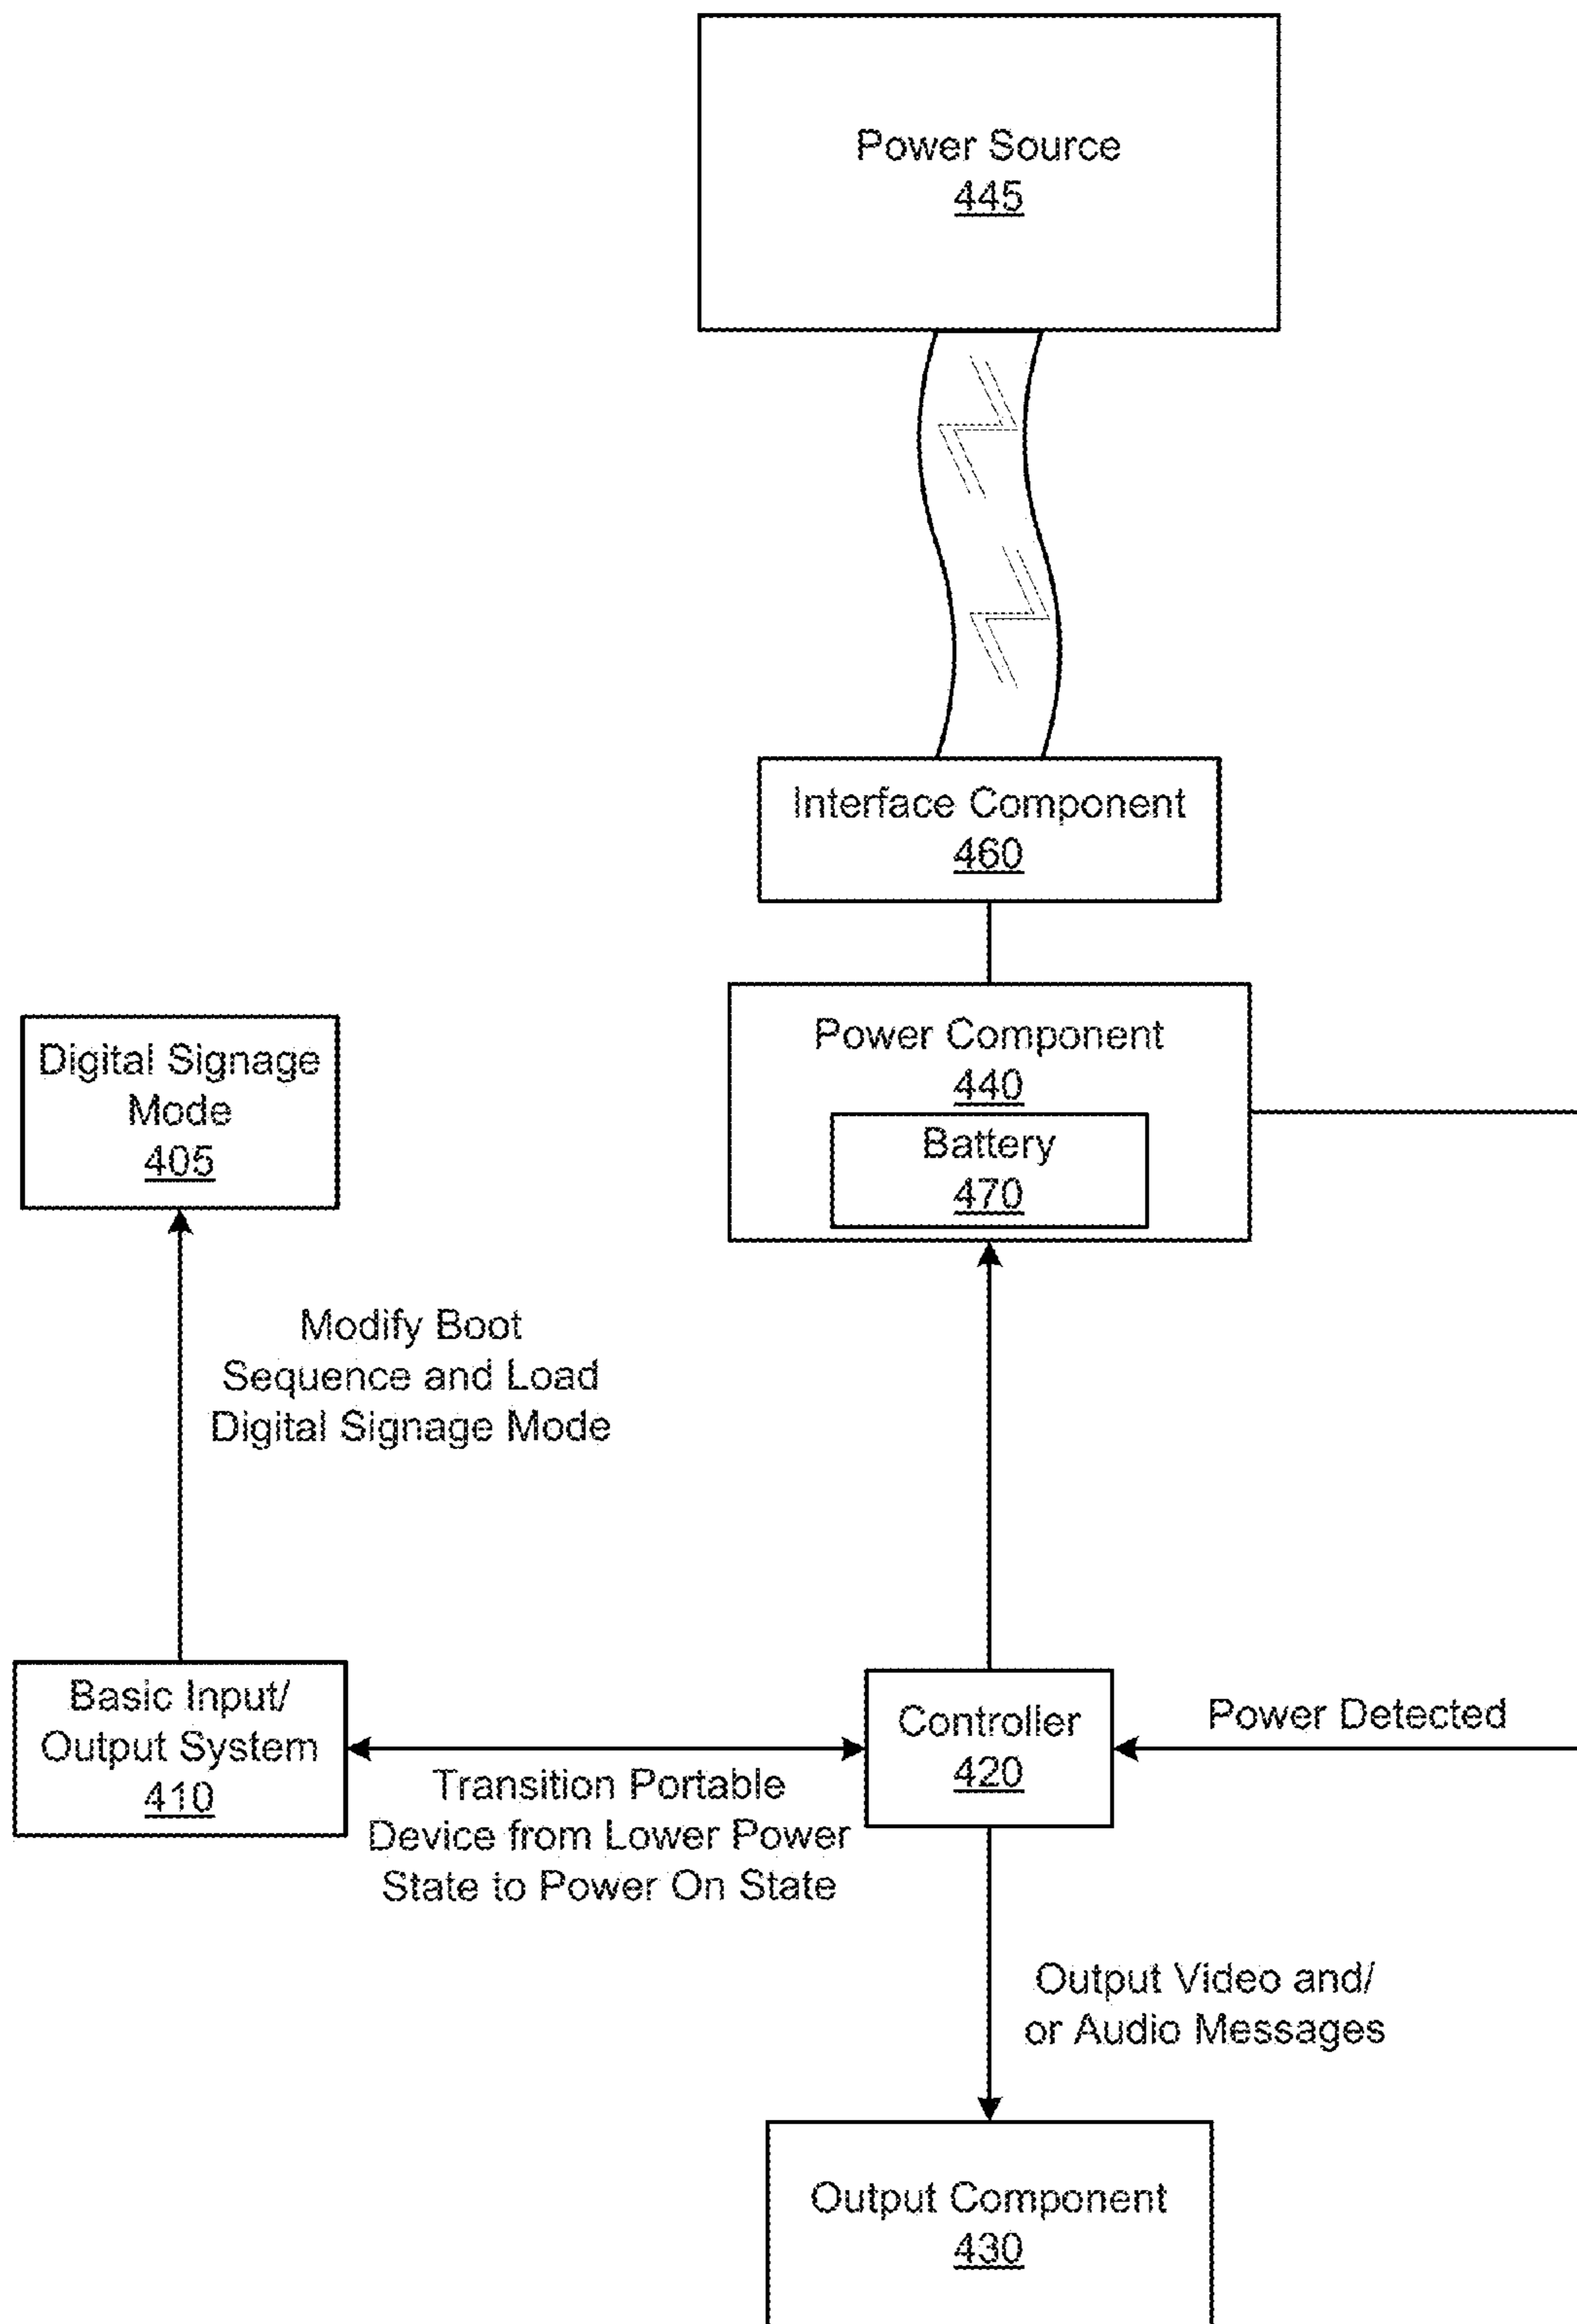 Power Source
445
Interface Component
460
Power Component
440
Battery
470
Digital Signage
Mode
405
Modify Boot
Sequence and Load
Digital Signage Mode
Basic Input/
Output System
410
Transition Portable
Device from Lower Power
State to Power On State
Controller
420
Power Detected
Output Video and/
or Audio Messages
Output Component
430